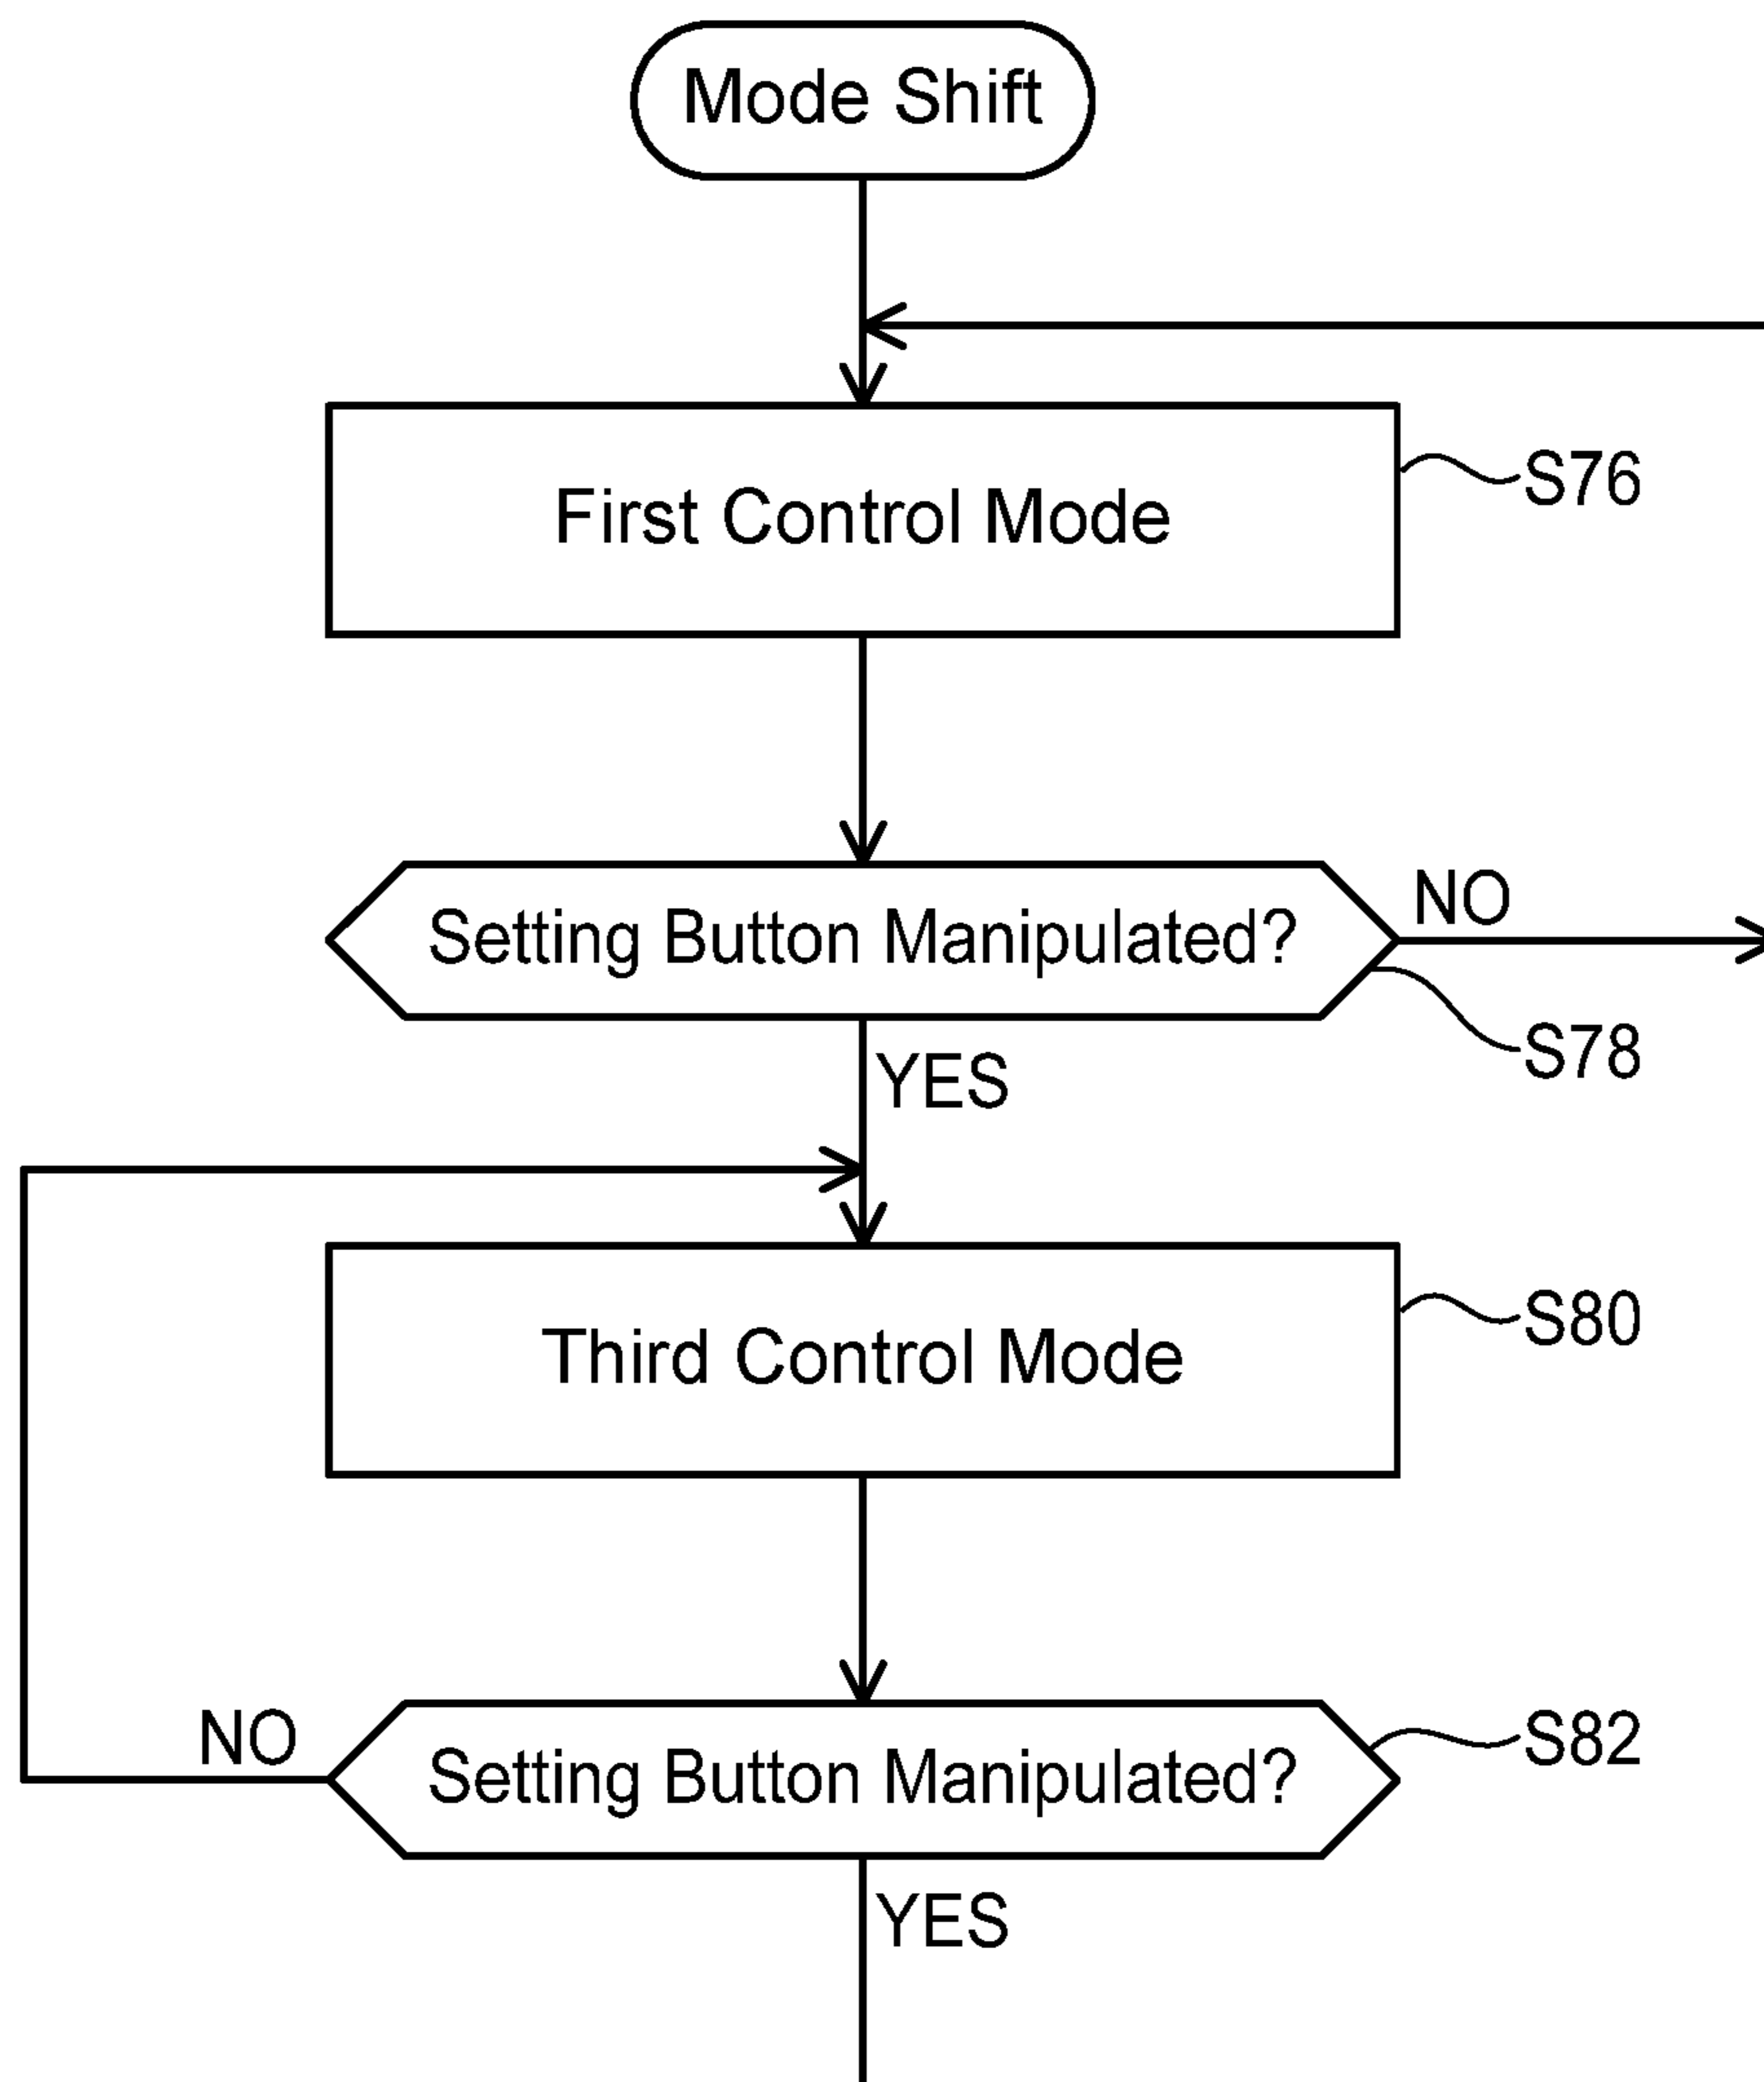 Mode Shift
First Control Mode
S76
Setting Button Manipulated?
NO
S78
YES
Third Control Mode
S80
Setting Button Manipulated?
S82
NO
YES